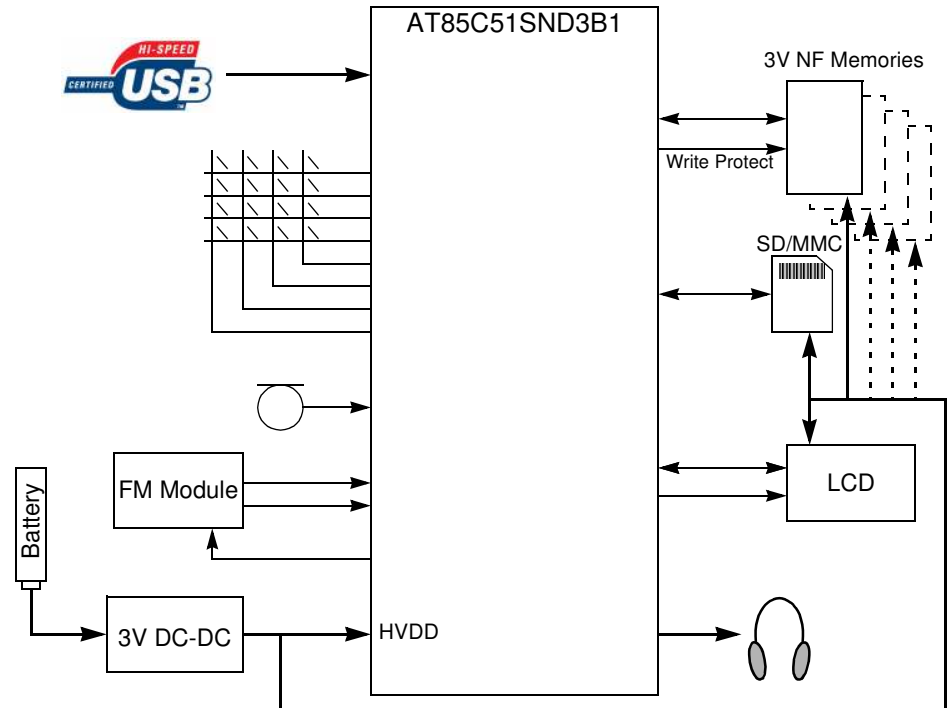 AT85C51SND3B1
HI-SPEED
CERTIFIED
USB
TM
3V NF Memories
Write Protect
SD/MMC
FM Module
LCD
Battery
3V DC-DC
HVDD